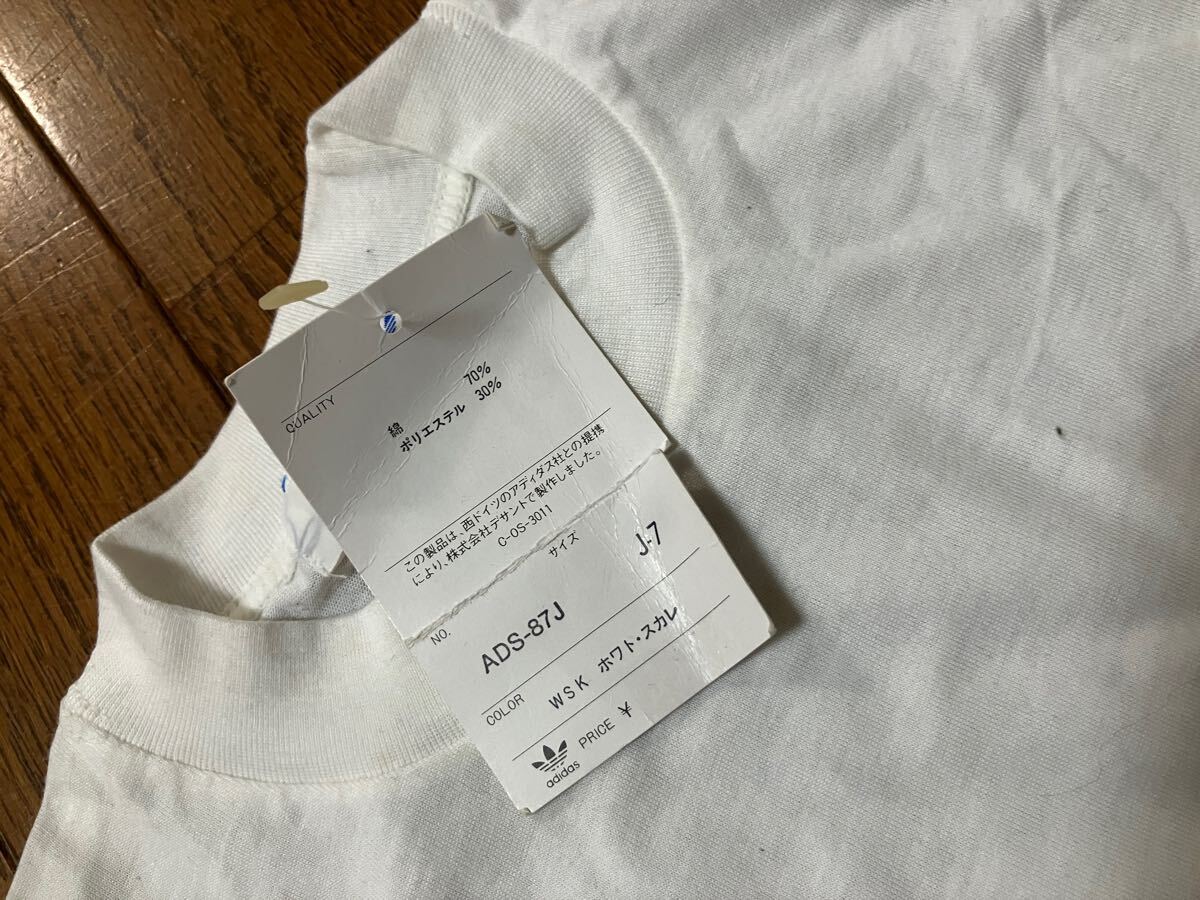 QUALITY
綿 70%
ポリエステル 30%
この製品は、西ドイツのアディダス社との提携
により、株式会社デサントで製作しました。
C-OS-3011
NO. サイズ
ADS-87J J-7
COLOR WSK ホワト・スカレ
adidas PRICE ¥